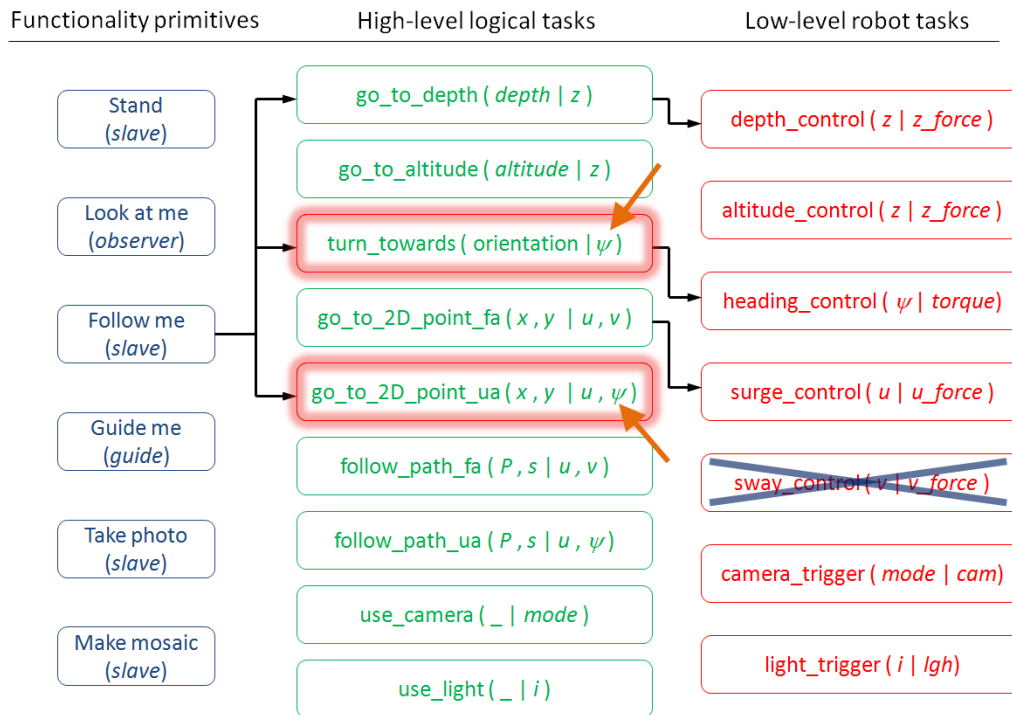 Functionality primitives
High-level logical tasks
Low-level robot tasks
Stand
(slave)
Look at me
(observer)
Follow me
(slave)
Guide me
(guide)
Take photo
(slave)
Make mosaic
(slave)
go_to_depth ( depth | z )
go_to_altitude ( altitude | z )
turn_towards ( orientation | ψ )
go_to_2D_point_fa ( x , y | u , v )
go_to_2D_point_ua ( x , y | u , ψ )
follow_path_fa ( P , s | u , v )
follow_path_ua ( P , s | u , ψ )
use_camera ( _ | mode )
use_light ( _ | i )
depth_control ( z | z_force )
altitude_control ( z | z_force )
heading_control ( ψ | torque)
surge_control ( u | u_force )
sway_control ( v | v_force )
camera_trigger ( mode | cam)
light_trigger ( i | lgh)